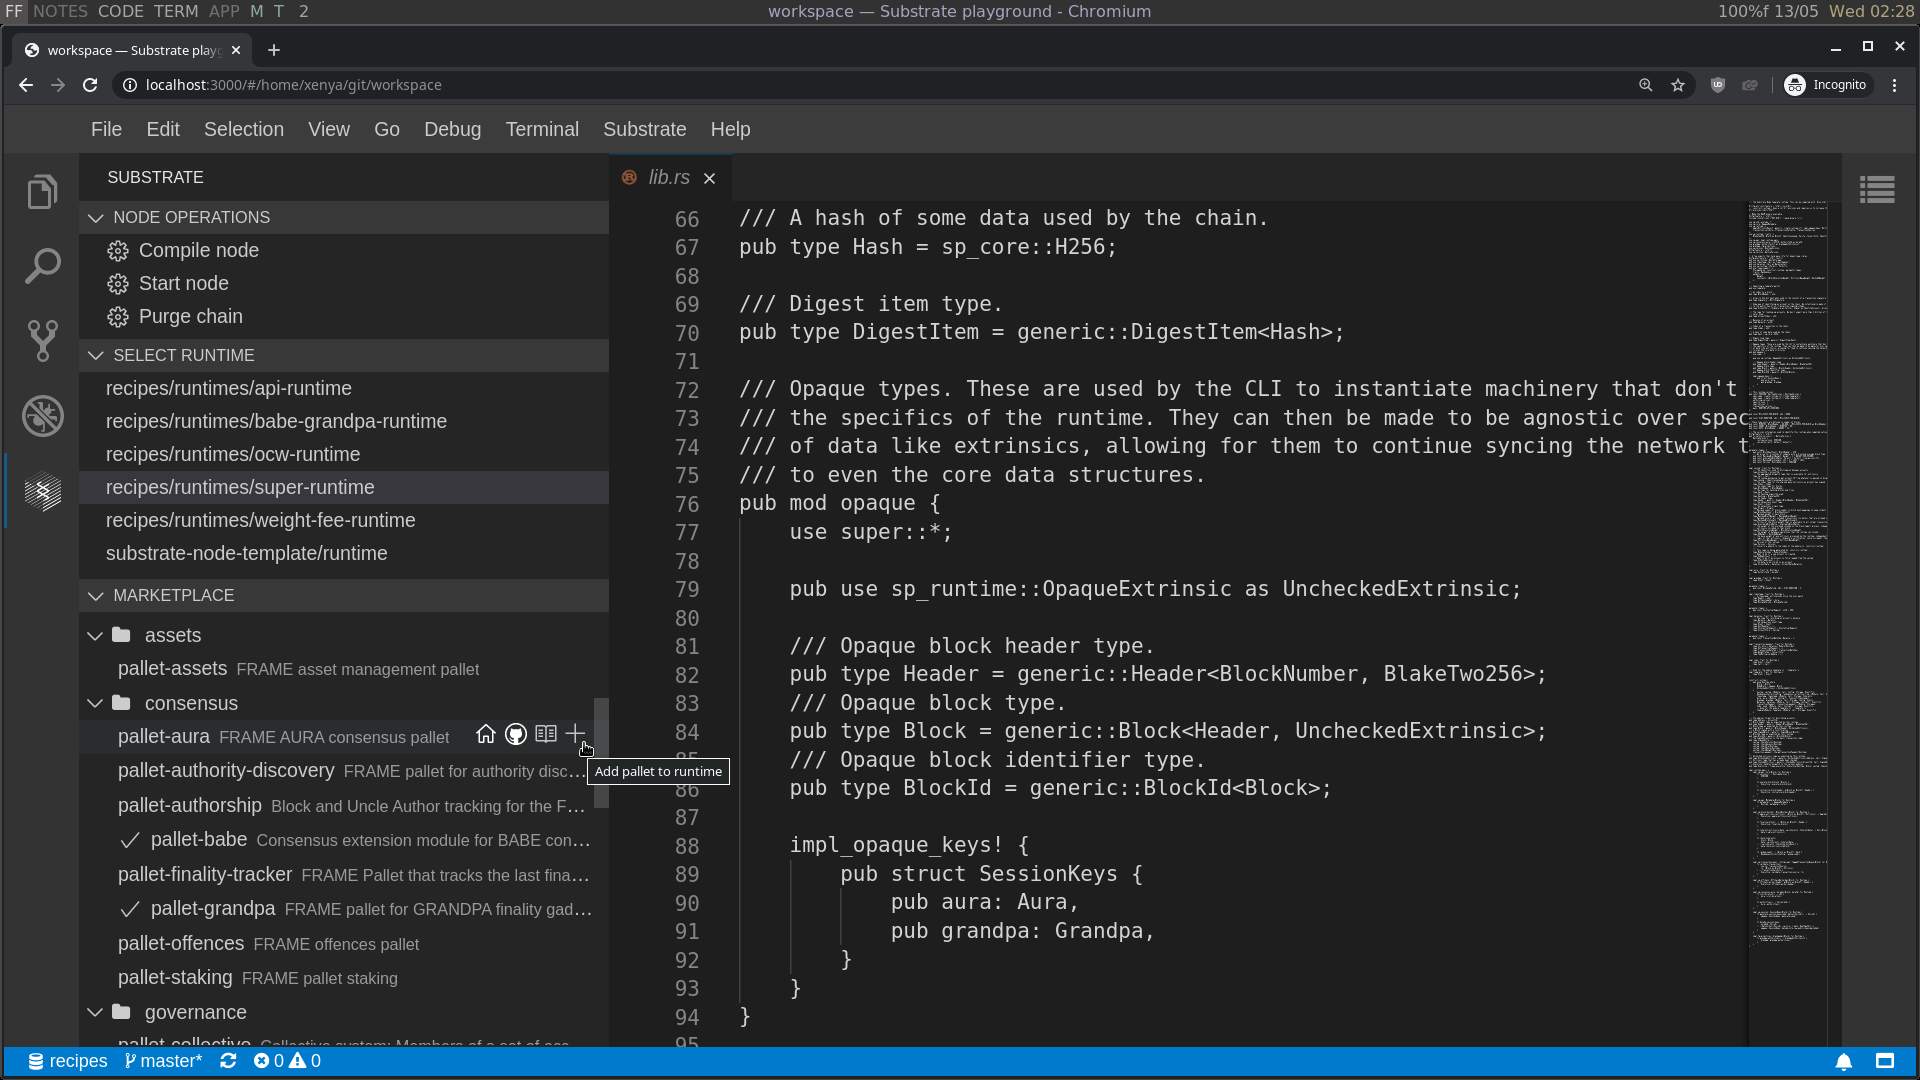 FF NOTES CODE TERM APP M T 2
workspace — Substrate playground - Chromium
100%f 13/05 Wed 02:28
workspace — Substrate playg
localhost:3000/#/home/xenya/git/workspace
Incognito
File Edit Selection View Go Debug Terminal Substrate Help
SUBSTRATE
NODE OPERATIONS
Compile node
Start node
Purge chain
SELECT RUNTIME
recipes/runtimes/api-runtime
recipes/runtimes/babe-grandpa-runtime
recipes/runtimes/ocw-runtime
recipes/runtimes/super-runtime
recipes/runtimes/weight-fee-runtime
substrate-node-template/runtime
MARKETPLACE
assets
pallet-assets FRAME asset management pallet
consensus
pallet-aura FRAME AURA consensus pallet
Add pallet to runtime
pallet-authority-discovery FRAME pallet for authority disc…
pallet-authorship Block and Uncle Author tracking for the F…
pallet-babe Consensus extension module for BABE con…
pallet-finality-tracker FRAME Pallet that tracks the last fina…
pallet-grandpa FRAME pallet for GRANDPA finality gad…
pallet-offences FRAME offences pallet
pallet-staking FRAME pallet staking
governance
pallet-collective Collective system: Members of a set of acc…
lib.rs
66 /// A hash of some data used by the chain.
67 pub type Hash = sp_core::H256;
68
69 /// Digest item type.
70 pub type DigestItem = generic::DigestItem<Hash>;
71
72 /// Opaque types. These are used by the CLI to instantiate machinery that don't
73 /// the specifics of the runtime. They can then be made to be agnostic over spec
74 /// of data like extrinsics, allowing for them to continue syncing the network t
75 /// to even the core data structures.
76 pub mod opaque {
77 use super::*;
78
79 pub use sp_runtime::OpaqueExtrinsic as UncheckedExtrinsic;
80
81 /// Opaque block header type.
82 pub type Header = generic::Header<BlockNumber, BlakeTwo256>;
83 /// Opaque block type.
84 pub type Block = generic::Block<Header, UncheckedExtrinsic>;
85 /// Opaque block identifier type.
86 pub type BlockId = generic::BlockId<Block>;
87
88 impl_opaque_keys! {
89 pub struct SessionKeys {
90 pub aura: Aura,
91 pub grandpa: Grandpa,
92 }
93 }
94 }
95
recipes master* 0 0